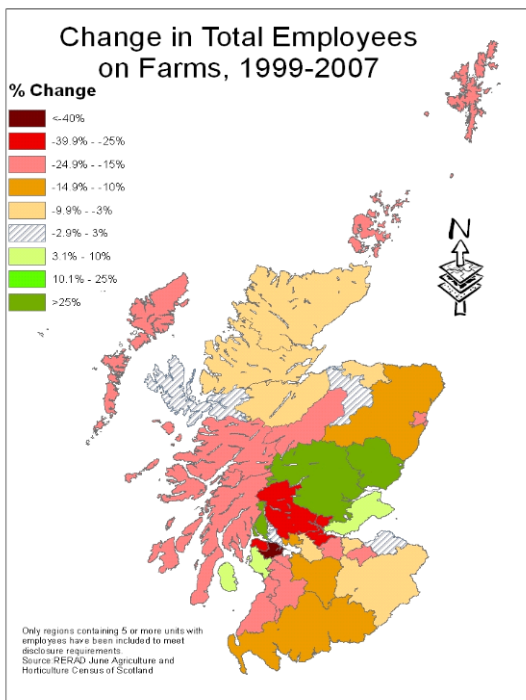 Change in Total Employees
on Farms, 1999-2007
% Change
<-40%
-39.9% - -25%
-24.9% - -15%
-14.9% - -10%
-9.9% - -3%
-2.9% - 3%
3.1% - 10%
10.1% - 25%
>25%
N
Only regions containing 5 or more units with
employees have been included to meet
disclosure requirements.
Source:RERAD June Agriculture and
Horticulture Census of Scotland